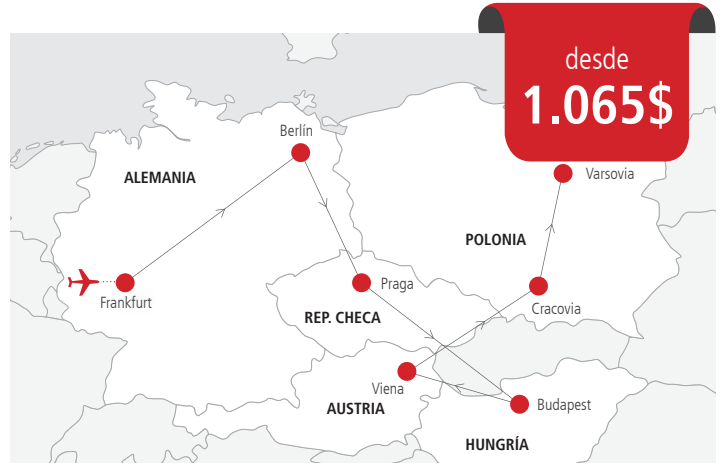 desde
1.065$
Berlín
ALEMANIA
Varsovia
POLONIA
Frankfurt
Praga
Cracovia
REP. CHECA
Viena
AUSTRIA
Budapest
HUNGRÍA